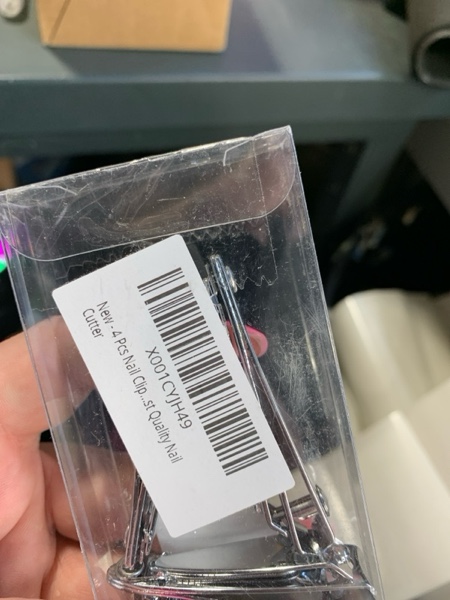 X001CYJH49
New - 4 Pcs Nail Clip...st Quality Nail
Cutter